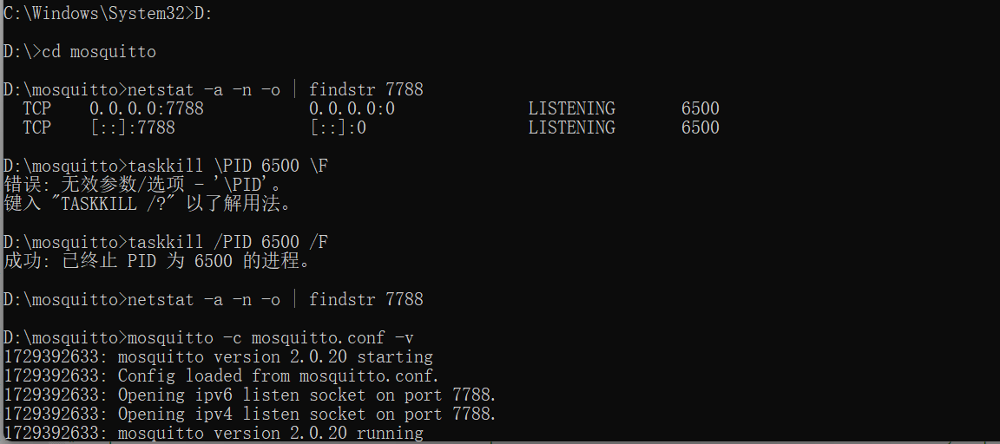 C:\Windows\System32>D:
D:\>cd mosquitto
D:\mosquitto>netstat -a -n -o | findstr 7788
TCP 0.0.0.0:7788 0.0.0.0:0 LISTENING 6500
TCP [::]:7788 [::]:0 LISTENING 6500
D:\mosquitto>taskkill \PID 6500 \F
错误: 无效参数/选项 - '\PID'。
键入 "TASKKILL /?" 以了解用法。
D:\mosquitto>taskkill /PID 6500 /F
成功: 已终止 PID 为 6500 的进程。
D:\mosquitto>netstat -a -n -o | findstr 7788
D:\mosquitto>mosquitto -c mosquitto.conf -v
1729392633: mosquitto version 2.0.20 starting
1729392633: Config loaded from mosquitto.conf.
1729392633: Opening ipv6 listen socket on port 7788.
1729392633: Opening ipv4 listen socket on port 7788.
1729392633: mosquitto version 2.0.20 running